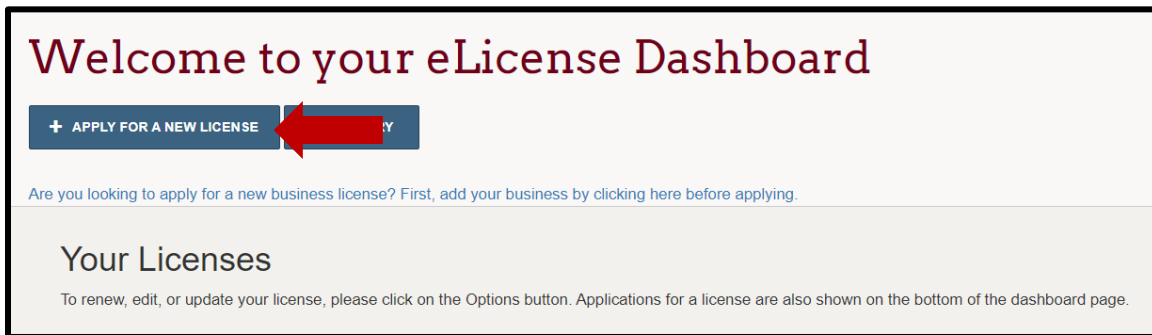 Welcome to your eLicense Dashboard
+ APPLY FOR A NEW LICENSE
Are you looking to apply for a new business license? First, add your business by clicking here before applying.
Your Licenses
To renew, edit, or update your license, please click on the Options button. Applications for a license are also shown on the bottom of the dashboard page.